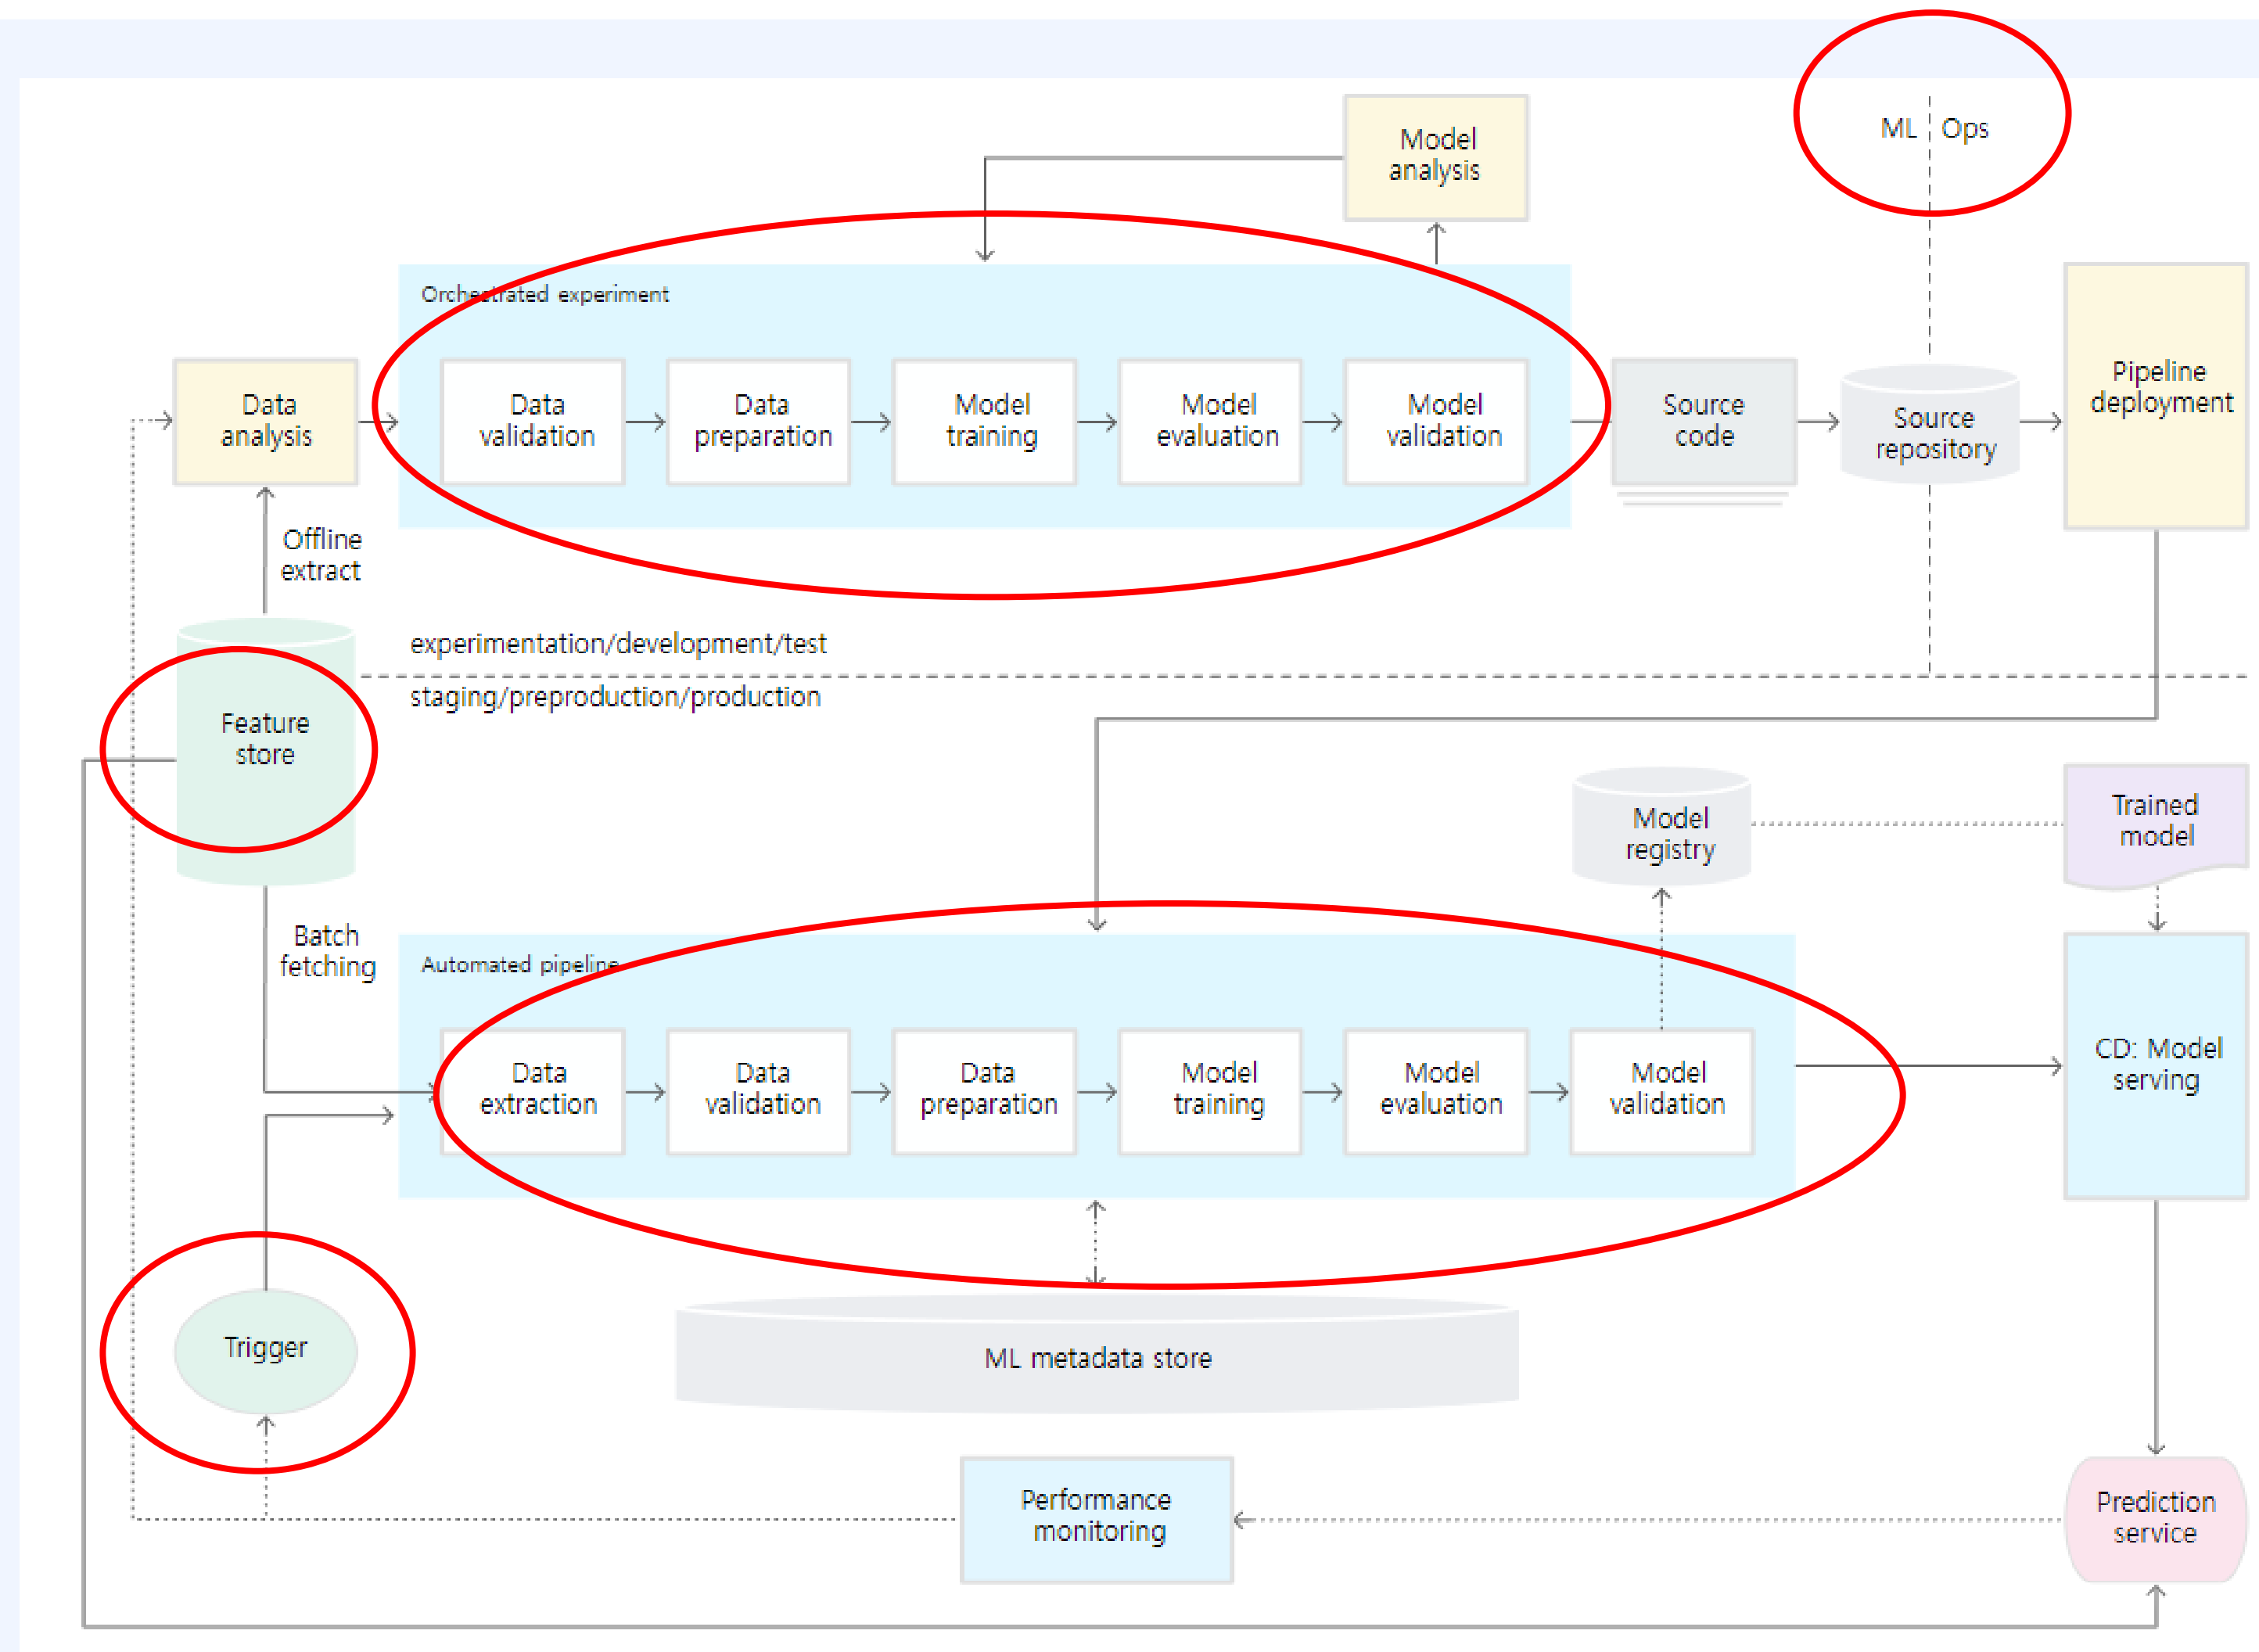 ML
Ops
Model
analysis
Orchestrated experiment
Data
analysis
Data
validation
Data
preparation
Model
training
Model
evaluation
Model
validation
Source
code
Source
repository
Pipeline
deployment
Offline
extract
experimentation/development/test
staging/preproduction/production
Feature
store
Model
registry
Trained
model
Batch
fetching
Automated pipeline
Data
extraction
Data
validation
Data
preparation
Model
training
Model
evaluation
Model
validation
CD: Model
serving
Trigger
ML metadata store
Performance
monitoring
Prediction
service